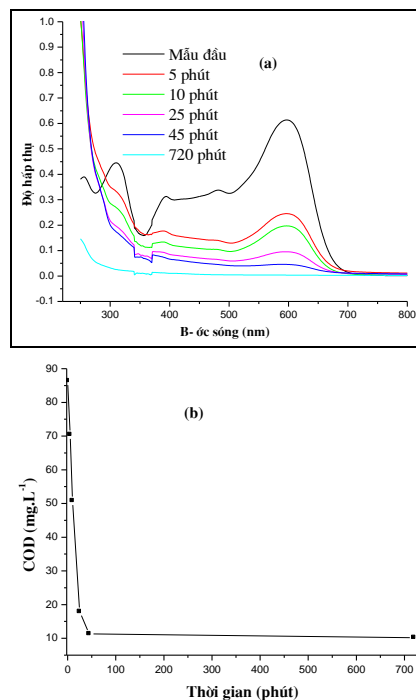 1.0
0.9
0.8
0.7
0.6
0.5
0.4
0.3
0.2
0.1
0.0
-0.1
Độ hấp thụ
Mẫu đầu
5 phút
10 phút
25 phút
45 phút
720 phút
(a)
300 400 500 600 700 800
B- ớc sóng (nm)
90
80
70
60
50
40
30
20
10
COD (mg.L-1)
(b)
0 100 200 300 400 500 600 700
Thời gian (phút)